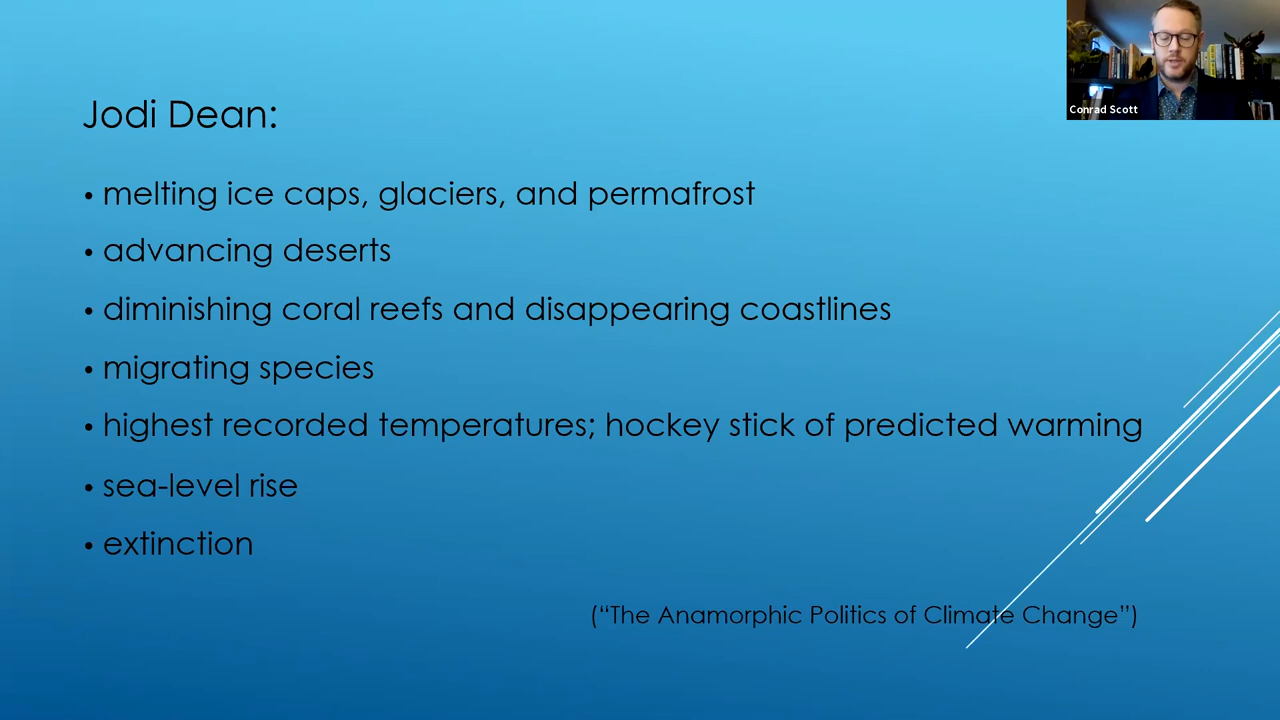 Conrad Scott
Jodi Dean:
• melting ice caps, glaciers, and permafrost
• advancing deserts
• diminishing coral reefs and disappearing coastlines
• migrating species
• highest recorded temperatures; hockey stick of predicted warming
• sea-level rise
• extinction
(“The Anamorphic Politics of Climate Change”)